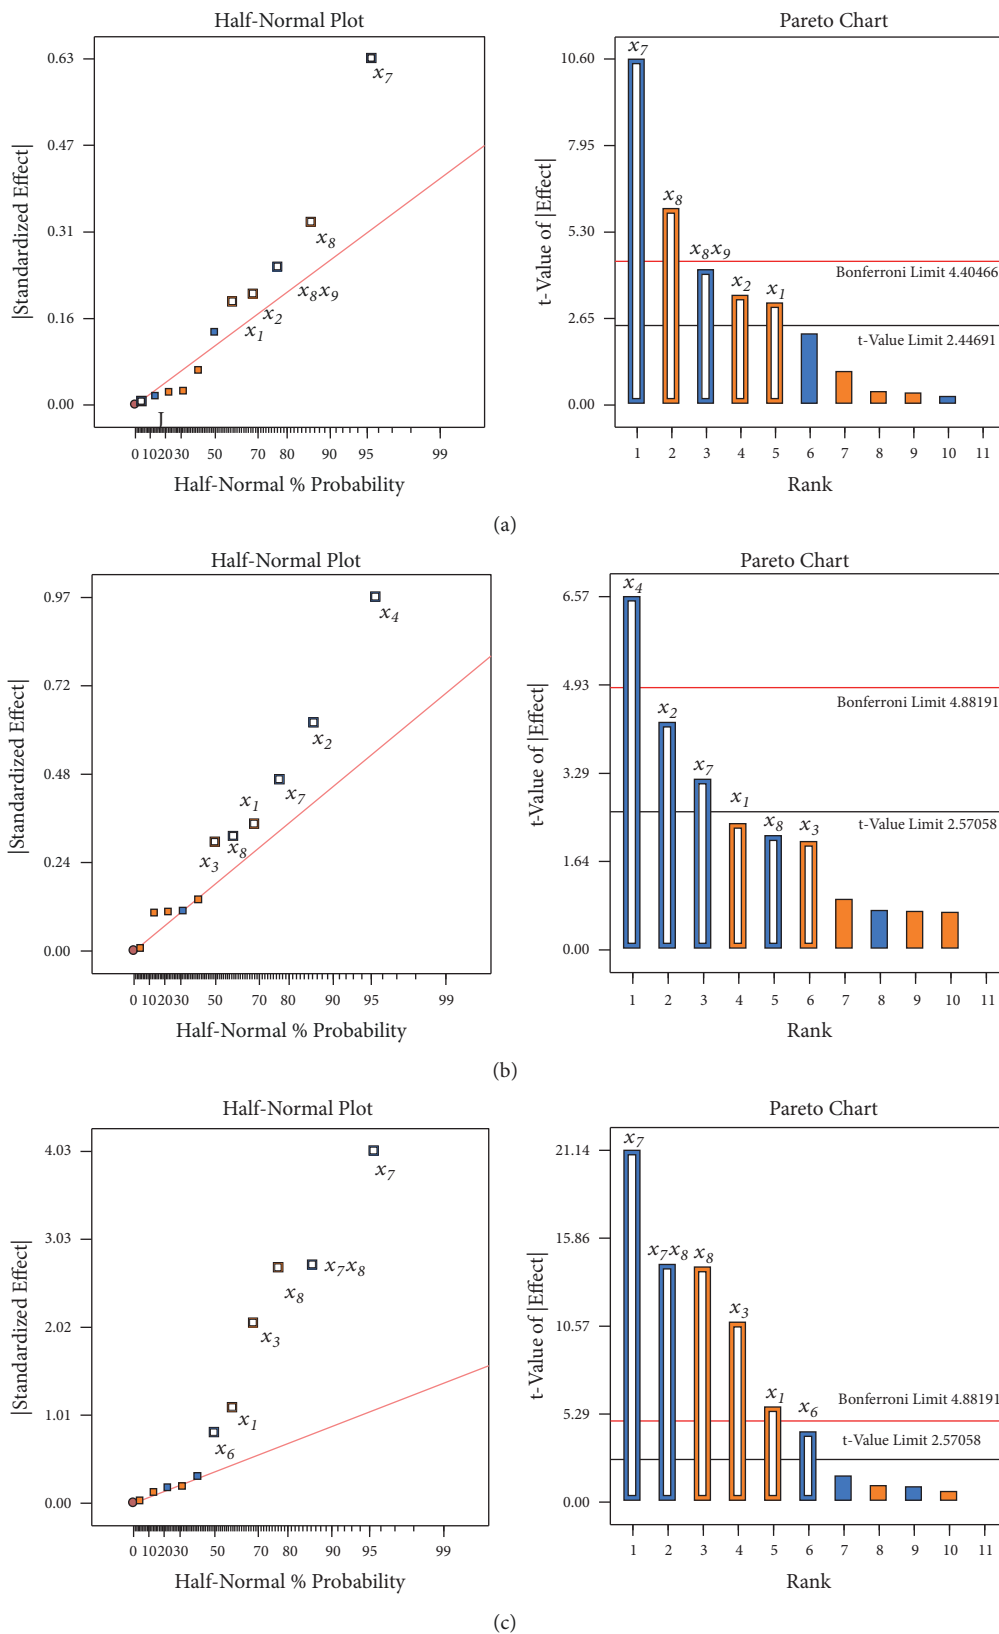 Half-Normal Plot
0.63
0.47
0.31
0.16
0.00
|Standardized Effect|
x7
x8
x8x9
x2
x1
0 10 20 30 50 70 80 90 95 99
Half-Normal % Probability
Pareto Chart
10.60
7.95
5.30
2.65
0.00
t-Value of |Effect|
x7
x8
x8x9
x2
x1
Bonferroni Limit 4.40466
t-Value Limit 2.44691
1 2 3 4 5 6 7 8 9 10 11
Rank
(a)
Half-Normal Plot
0.97
0.72
0.48
0.24
0.00
|Standardized Effect|
x4
x2
x7
x1
x8
x3
0 10 20 30 50 70 80 90 95 99
Half-Normal % Probability
Pareto Chart
6.57
4.93
3.29
1.64
0.00
t-Value of |Effect|
x4
x2
x7
x1
x8
x3
Bonferroni Limit 4.88191
t-Value Limit 2.57058
1 2 3 4 5 6 7 8 9 10 11
Rank
(b)
Half-Normal Plot
4.03
3.03
2.02
1.01
0.00
|Standardized Effect|
x7
x7x8
x8
x3
x1
x6
0 10 20 30 50 70 80 90 95 99
Half-Normal % Probability
Pareto Chart
21.14
15.86
10.57
5.29
0.00
t-Value of |Effect|
x7
x7x8
x8
x3
x1
x6
Bonferroni Limit 4.88191
t-Value Limit 2.57058
1 2 3 4 5 6 7 8 9 10 11
Rank
(c)